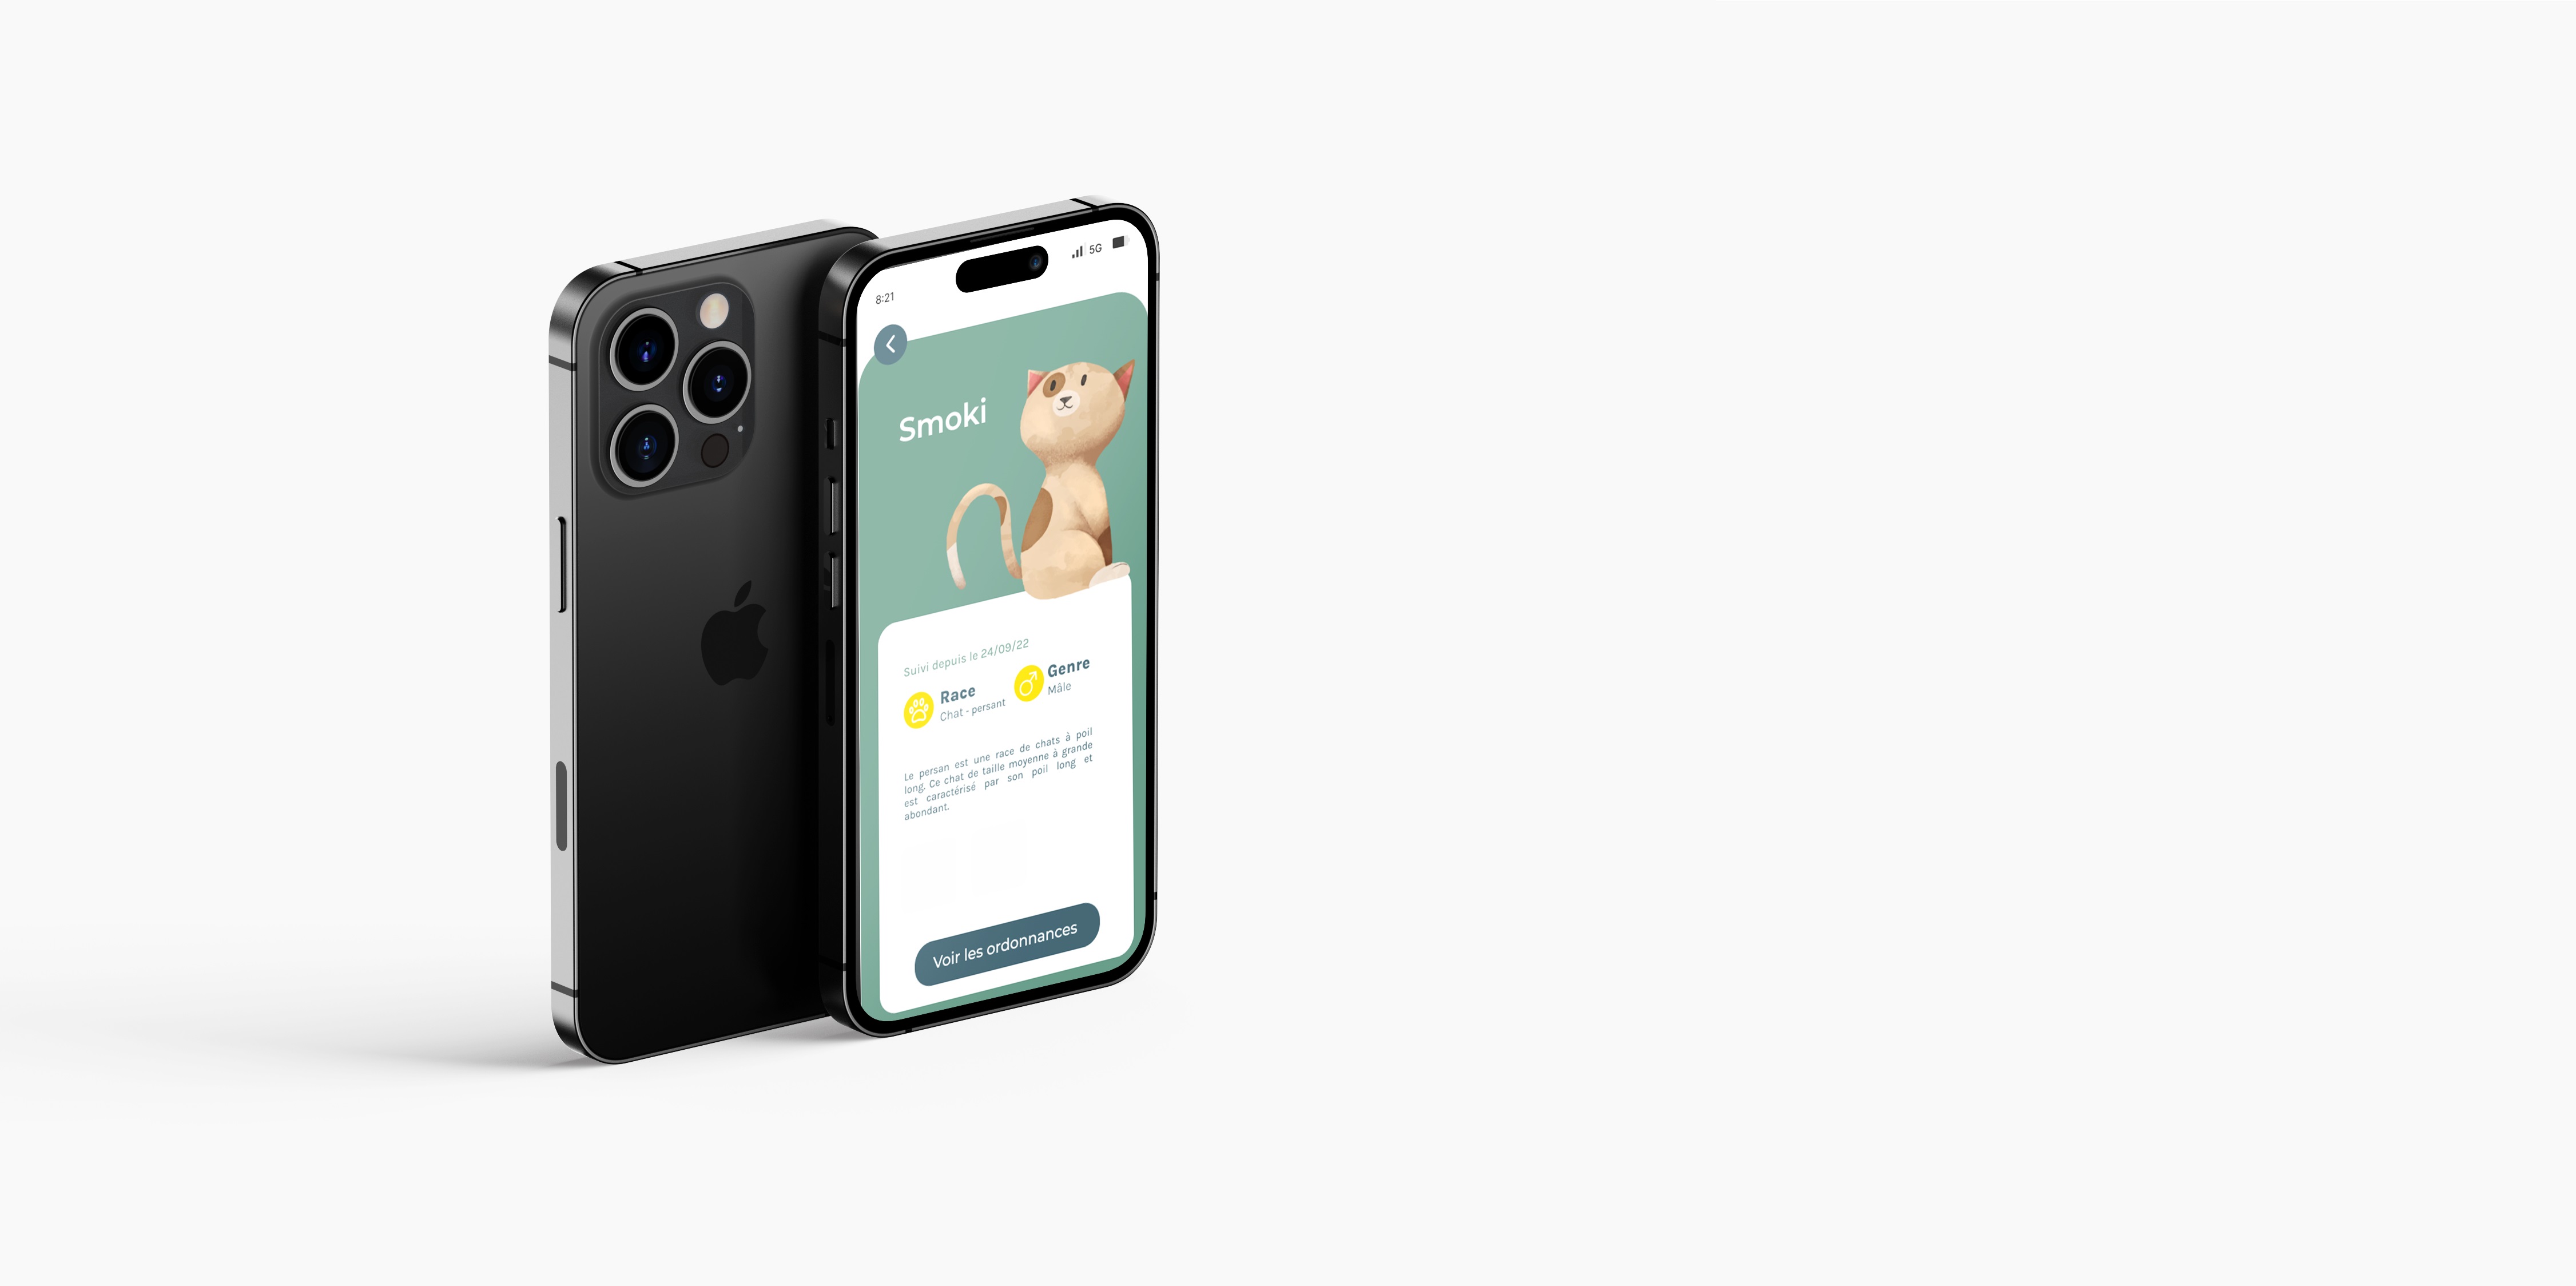 8:21
5G
Smoki
Suivi depuis le 24/09/22
Race
Chat - persant
Genre
Mâle
Le persan est une race de chats à poil
long. Ce chat de taille moyenne à grande
est caractérisé par son poil long et
abondant.
Voir les ordonnances